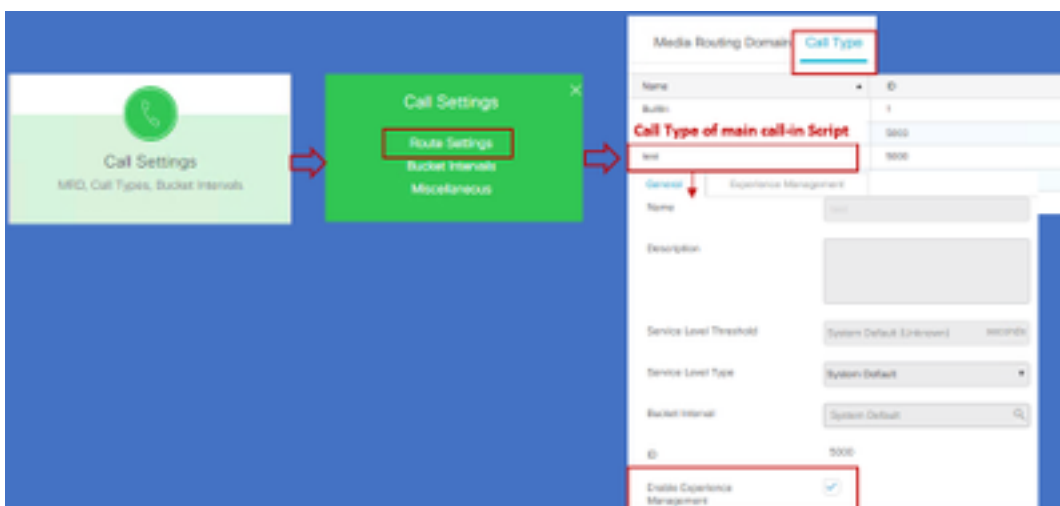 Call Settings
MRD, Call Types, Bucket Intervals
Call Settings
Route Settings
Bucket Intervals
Miscellaneous
Media Routing Domain Call Type
Name ID
BuiltIn 1
Call Type of main call-in Script 5003
test 5000
General Experience Management
Name test
Description
Service Level Threshold System Default (Unknown) seconds
Service Level Type System Default
Bucket Interval System Default
ID 5000
Enable Experience
Management